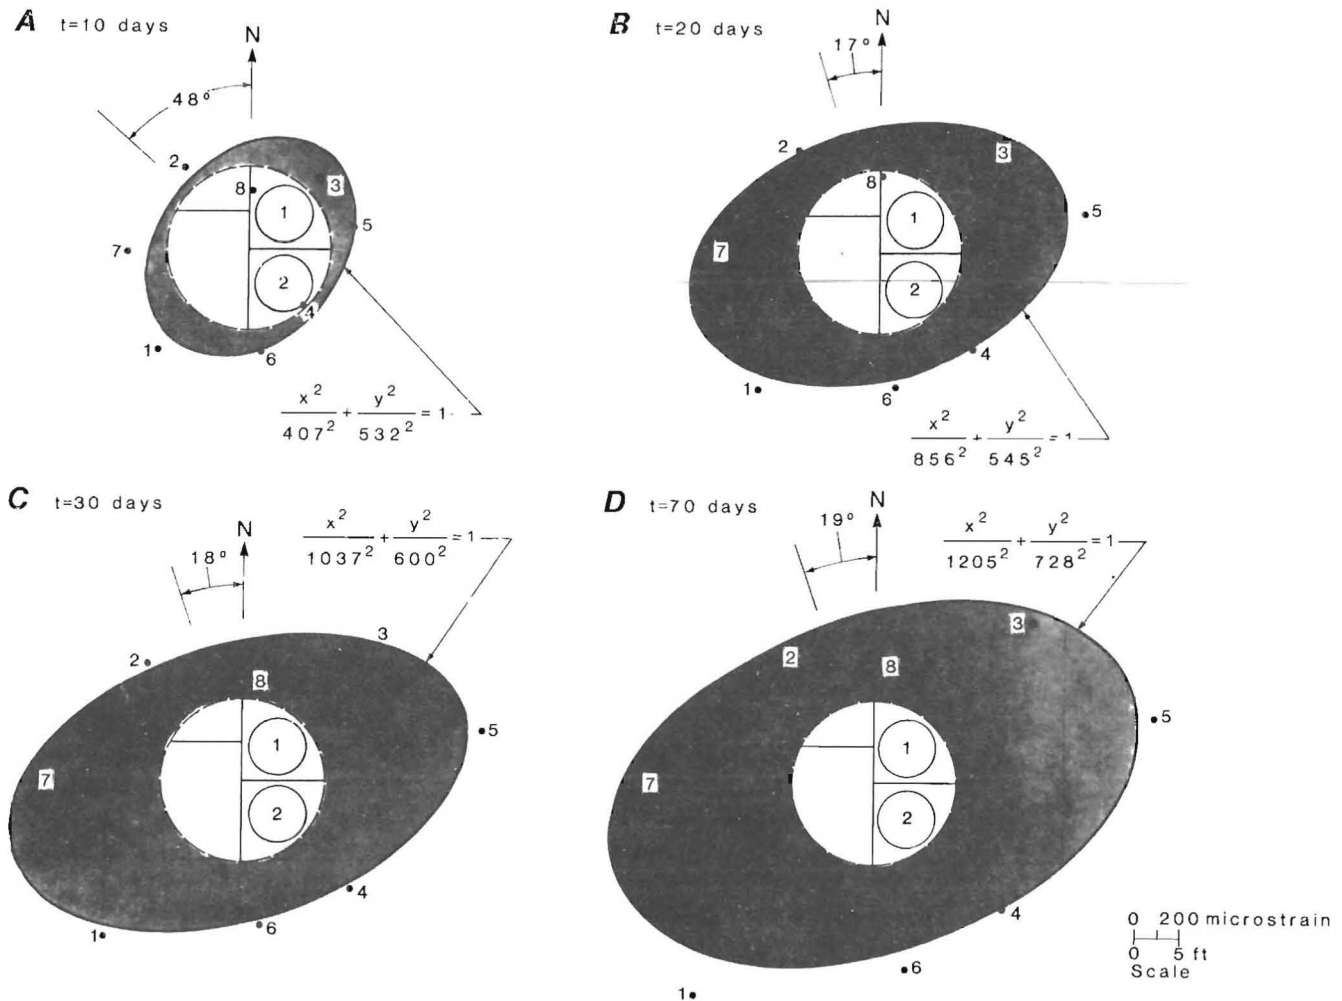 A t=10 days
N
48°
2
8
3
1
5
7
2
4
1
6
x² / 407² + y² / 532² = 1
B t=20 days
N
17°
2
3
8
1
5
7
2
4
1
6
x² / 856² + y² / 545² = 1
C t=30 days
N
x² / 1037² + y² / 600² = 1
18°
3
2
8
5
1
7
2
4
6
1
D t=70 days
N
19°
x² / 1205² + y² / 728² = 1
3
2
8
5
1
7
2
4
6
1
0 200 microstrain
0 5 ft
Scale